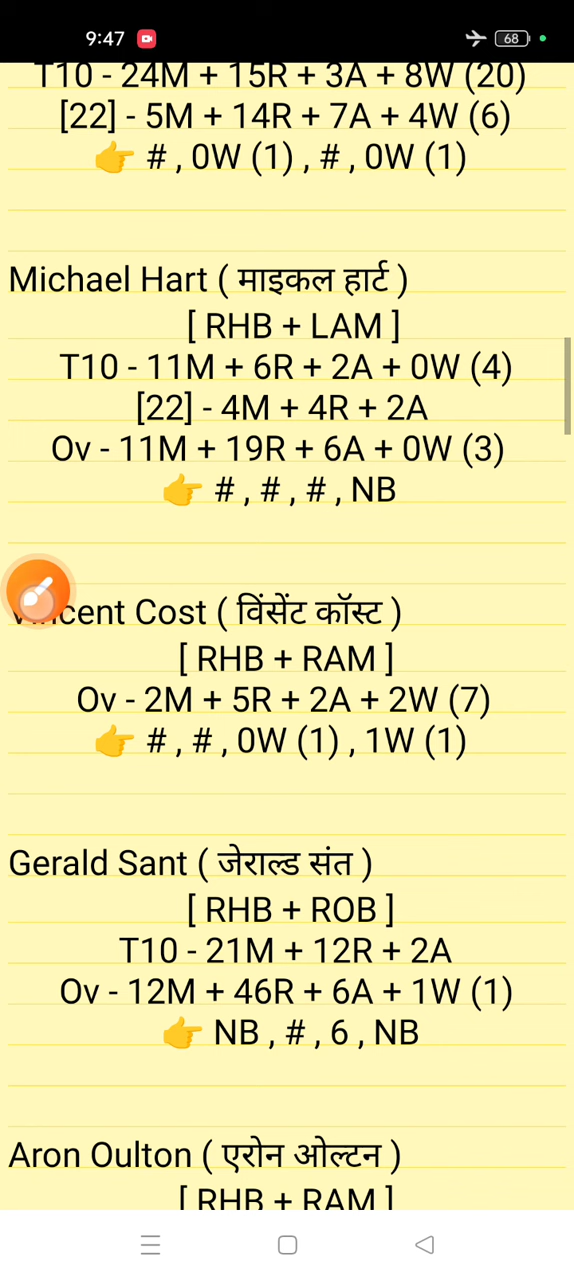 9:47
68
T10 - 24M + 15R + 3A + 8W (20)
[22] - 5M + 14R + 7A + 4W (6)
👉 # , 0W (1) , # , 0W (1)
Michael Hart ( माइकल हार्ट )
[ RHB + LAM ]
T10 - 11M + 6R + 2A + 0W (4)
[22] - 4M + 4R + 2A
Ov - 11M + 19R + 6A + 0W (3)
👉 # , # , # , NB
Cost ( विंसेंट कॉस्ट )
[ RHB + RAM ]
Ov - 2M + 5R + 2A + 2W (7)
👉 # , # , 0W (1) , 1W (1)
Gerald Sant ( जेराल्ड संत )
[ RHB + ROB ]
T10 - 21M + 12R + 2A
Ov - 12M + 46R + 6A + 1W (1)
👉 NB , # , 6 , NB
Aron Oulton ( एरोन ओल्टन )
[ RHB + RAM ]